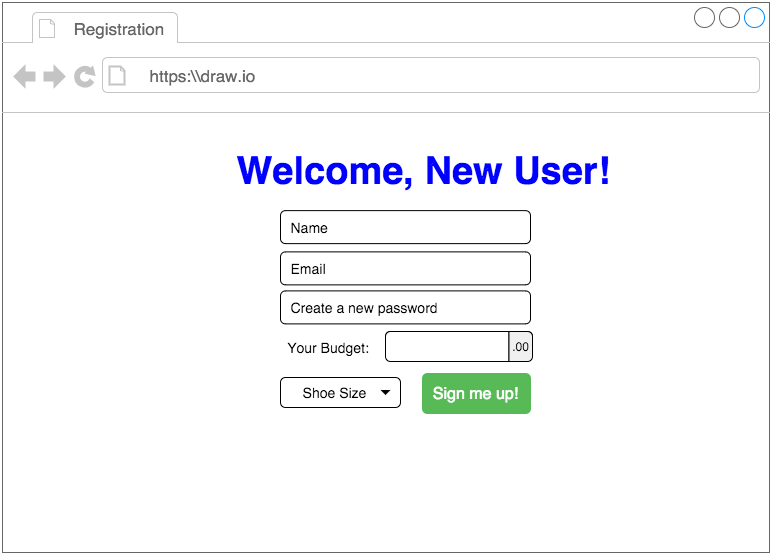 Registration
https:\\draw.io
Welcome, New User!
Name
Email
Create a new password
Your Budget: .00
Shoe Size Sign me up!